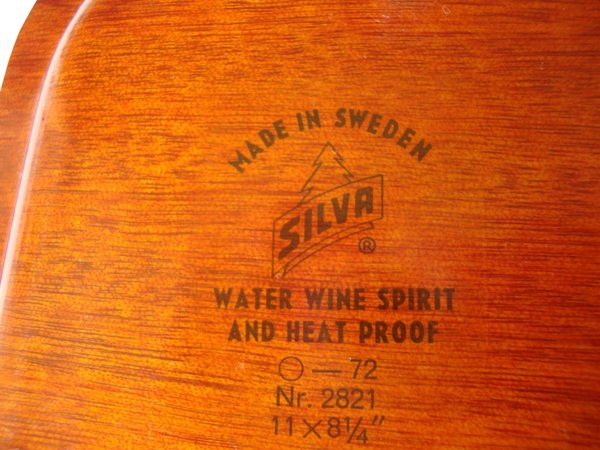 MADE IN SWEDEN
SILVA®
WATER WINE SPIRIT
AND HEAT PROOF
○ — 72
Nr. 2821
11 × 8¼"